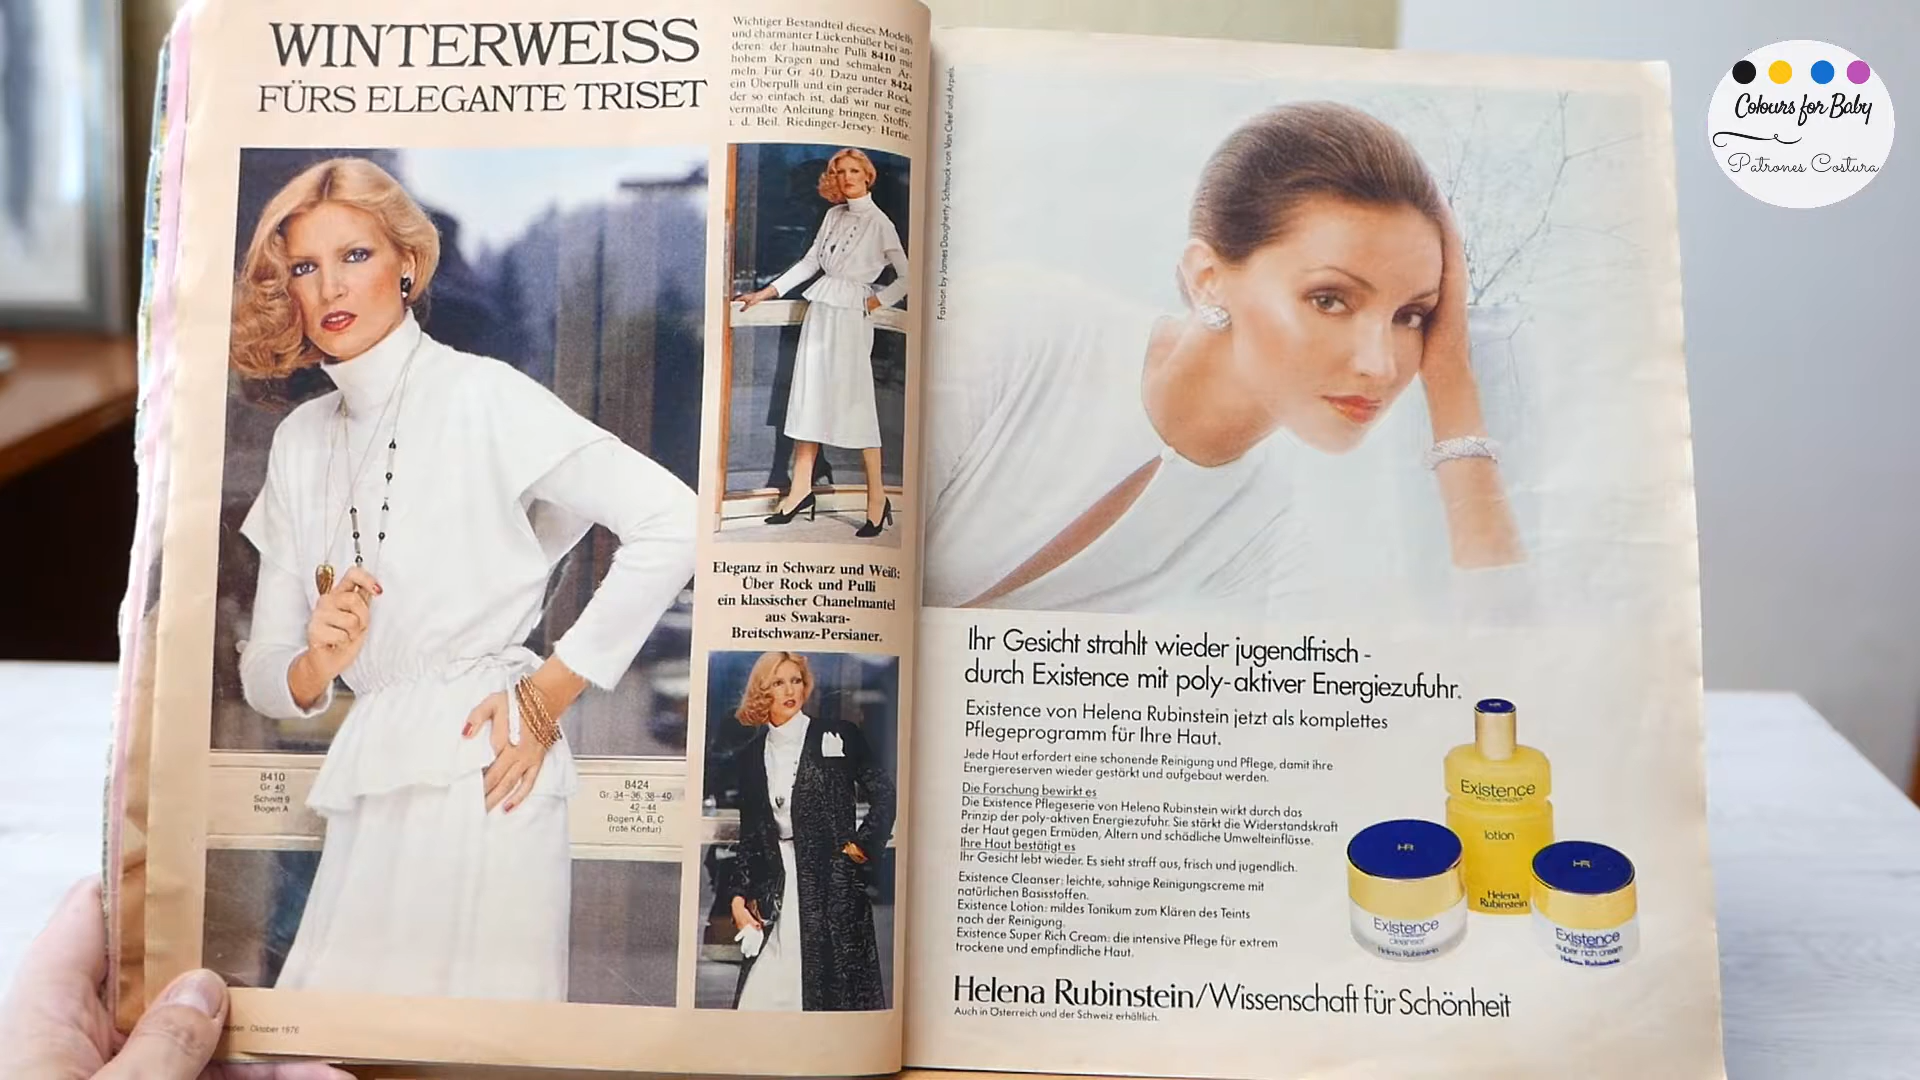 WINTERWEISS
FÜRS ELEGANTE TRISET
Wichtiger Bestandteil dieses Modells
und charmanter Lückenbüßer bei an-
deren: der hautnahe Pulli 8410 mit
hohem Kragen und schmalen Är-
meln. Für Gr. 40. Dazu unter 8424
ein Überpulli und ein gerader Rock,
der so einfach ist, daß wir nur eine
vermaßte Anleitung bringen. Stoffv.
i. d. Beil. Riedinger-Jersey: Hertie.
Eleganz in Schwarz und Weiß:
Über Rock und Pulli
ein klassischer Chanelmantel
aus Swakara-
Breitschwanz-Persianer.
8410
Gr. 40
Schnitt 9
Bogen A
8424
Gr. 34–36, 38–40,
42–44
Bogen A, B, C
(rote Kontur)
Oktober 1976
Fashion by James Daugherty. Schmuck von Van Cleef und Arpels.
Ihr Gesicht strahlt wieder jugendfrisch -
durch Existence mit poly-aktiver Energiezufuhr.
Existence von Helena Rubinstein jetzt als komplettes
Pflegeprogramm für Ihre Haut.
Jede Haut erfordert eine schonende Reinigung und Pflege, damit ihre
Energiereserven wieder gestärkt und aufgebaut werden.
Die Forschung bewirkt es
Die Existence Pflegeserie von Helena Rubinstein wirkt durch das
Prinzip der poly-aktiven Energiezufuhr. Sie stärkt die Widerstandskraft
der Haut gegen Ermüden, Altern und schädliche Umwelteinflüsse.
Ihre Haut bestätigt es
Ihr Gesicht lebt wieder. Es sieht straff aus, frisch und jugendlich.
Existence Cleanser: leichte, sahnige Reinigungscreme mit
natürlichen Basisstoffen.
Existence Lotion: mildes Tonikum zum Klären des Teints
nach der Reinigung.
Existence Super Rich Cream: die intensive Pflege für extrem
trockene und empfindliche Haut.
Existence
lotion
Helena
Rubinstein
HR
Existence
cleanser
Helena Rubinstein
HR
Existence
super rich cream
Helena Rubinstein
Helena Rubinstein/Wissenschaft für Schönheit
Auch in Österreich und der Schweiz erhältlich.
Colours for Baby
Patrones Costura